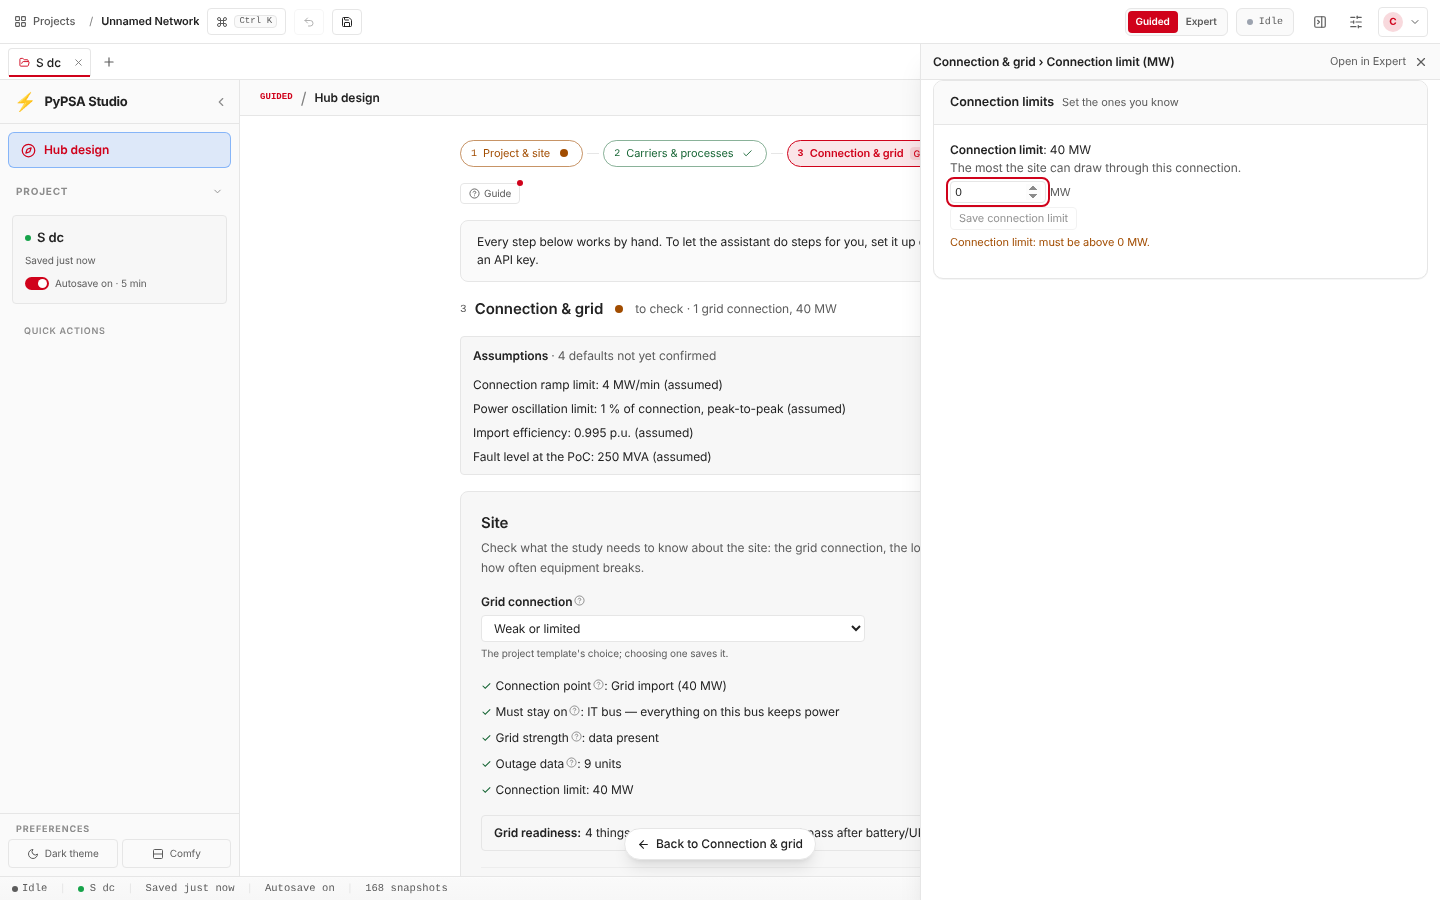 Projects / Unnamed Network Ctrl K
Guided Expert Idle C
S dc
Connection & grid › Connection limit (MW) Open in Expert
PyPSA Studio
GUIDED / Hub design
Hub design
PROJECT
S dc
Saved just now
Autosave on · 5 min
QUICK ACTIONS
1 Project & site
2 Carriers & processes
3 Connection & grid
Guide
Every step below works by hand. To let the assistant do steps for you, set it up
an API key.
3 Connection & grid to check · 1 grid connection, 40 MW
Assumptions · 4 defaults not yet confirmed
Connection ramp limit: 4 MW/min (assumed)
Power oscillation limit: 1 % of connection, peak-to-peak (assumed)
Import efficiency: 0.995 p.u. (assumed)
Fault level at the PoC: 250 MVA (assumed)
Site
Check what the study needs to know about the site: the grid connection, the
how often equipment breaks.
Grid connection
Weak or limited
The project template's choice; choosing one saves it.
Connection point: Grid import (40 MW)
Must stay on: IT bus — everything on this bus keeps power
Grid strength: data present
Outage data: 9 units
Connection limit: 40 MW
Grid readiness: 4 things
after battery/
Back to Connection & grid
Connection limits Set the ones you know
Connection limit: 40 MW
The most the site can draw through this connection.
0 MW
Save connection limit
Connection limit: must be above 0 MW.
PREFERENCES
Dark theme
Comfy
Idle S dc Saved just now Autosave on 168 snapshots